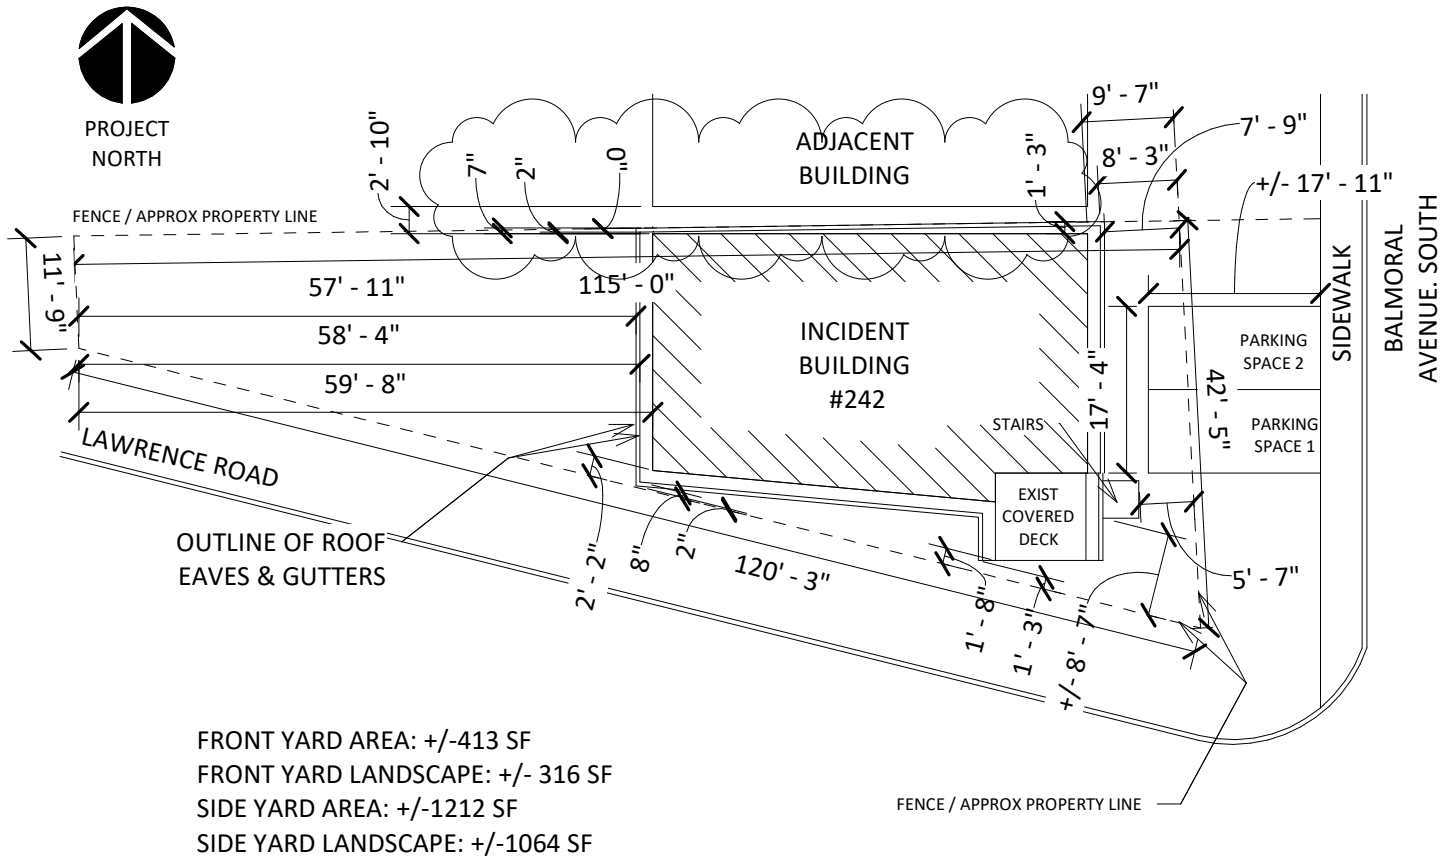 PROJECT
NORTH
9' - 7"
7' - 9"
2' - 10"
7"
2"
0"
ADJACENT
BUILDING
1' - 3"
8' - 3"
+/- 17' - 11"
FENCE / APPROX PROPERTY LINE
11' - 9"
57' - 11"
115' - 0"
58' - 4"
59' - 8"
INCIDENT
BUILDING
#242
SIDEWALK
BALMORAL
AVENUE. SOUTH
PARKING
SPACE 2
PARKING
SPACE 1
17' - 4"
42' - 5"
STAIRS
LAWRENCE ROAD
EXIST
COVERED
DECK
OUTLINE OF ROOF
EAVES & GUTTERS
2' - 2"
8"
2"
120' - 3"
1' - 8"
1' - 3"
+/- 8' - 7"
5' - 7"
FRONT YARD AREA: +/-413 SF
FRONT YARD LANDSCAPE: +/- 316 SF
SIDE YARD AREA: +/-1212 SF
SIDE YARD LANDSCAPE: +/-1064 SF
FENCE / APPROX PROPERTY LINE